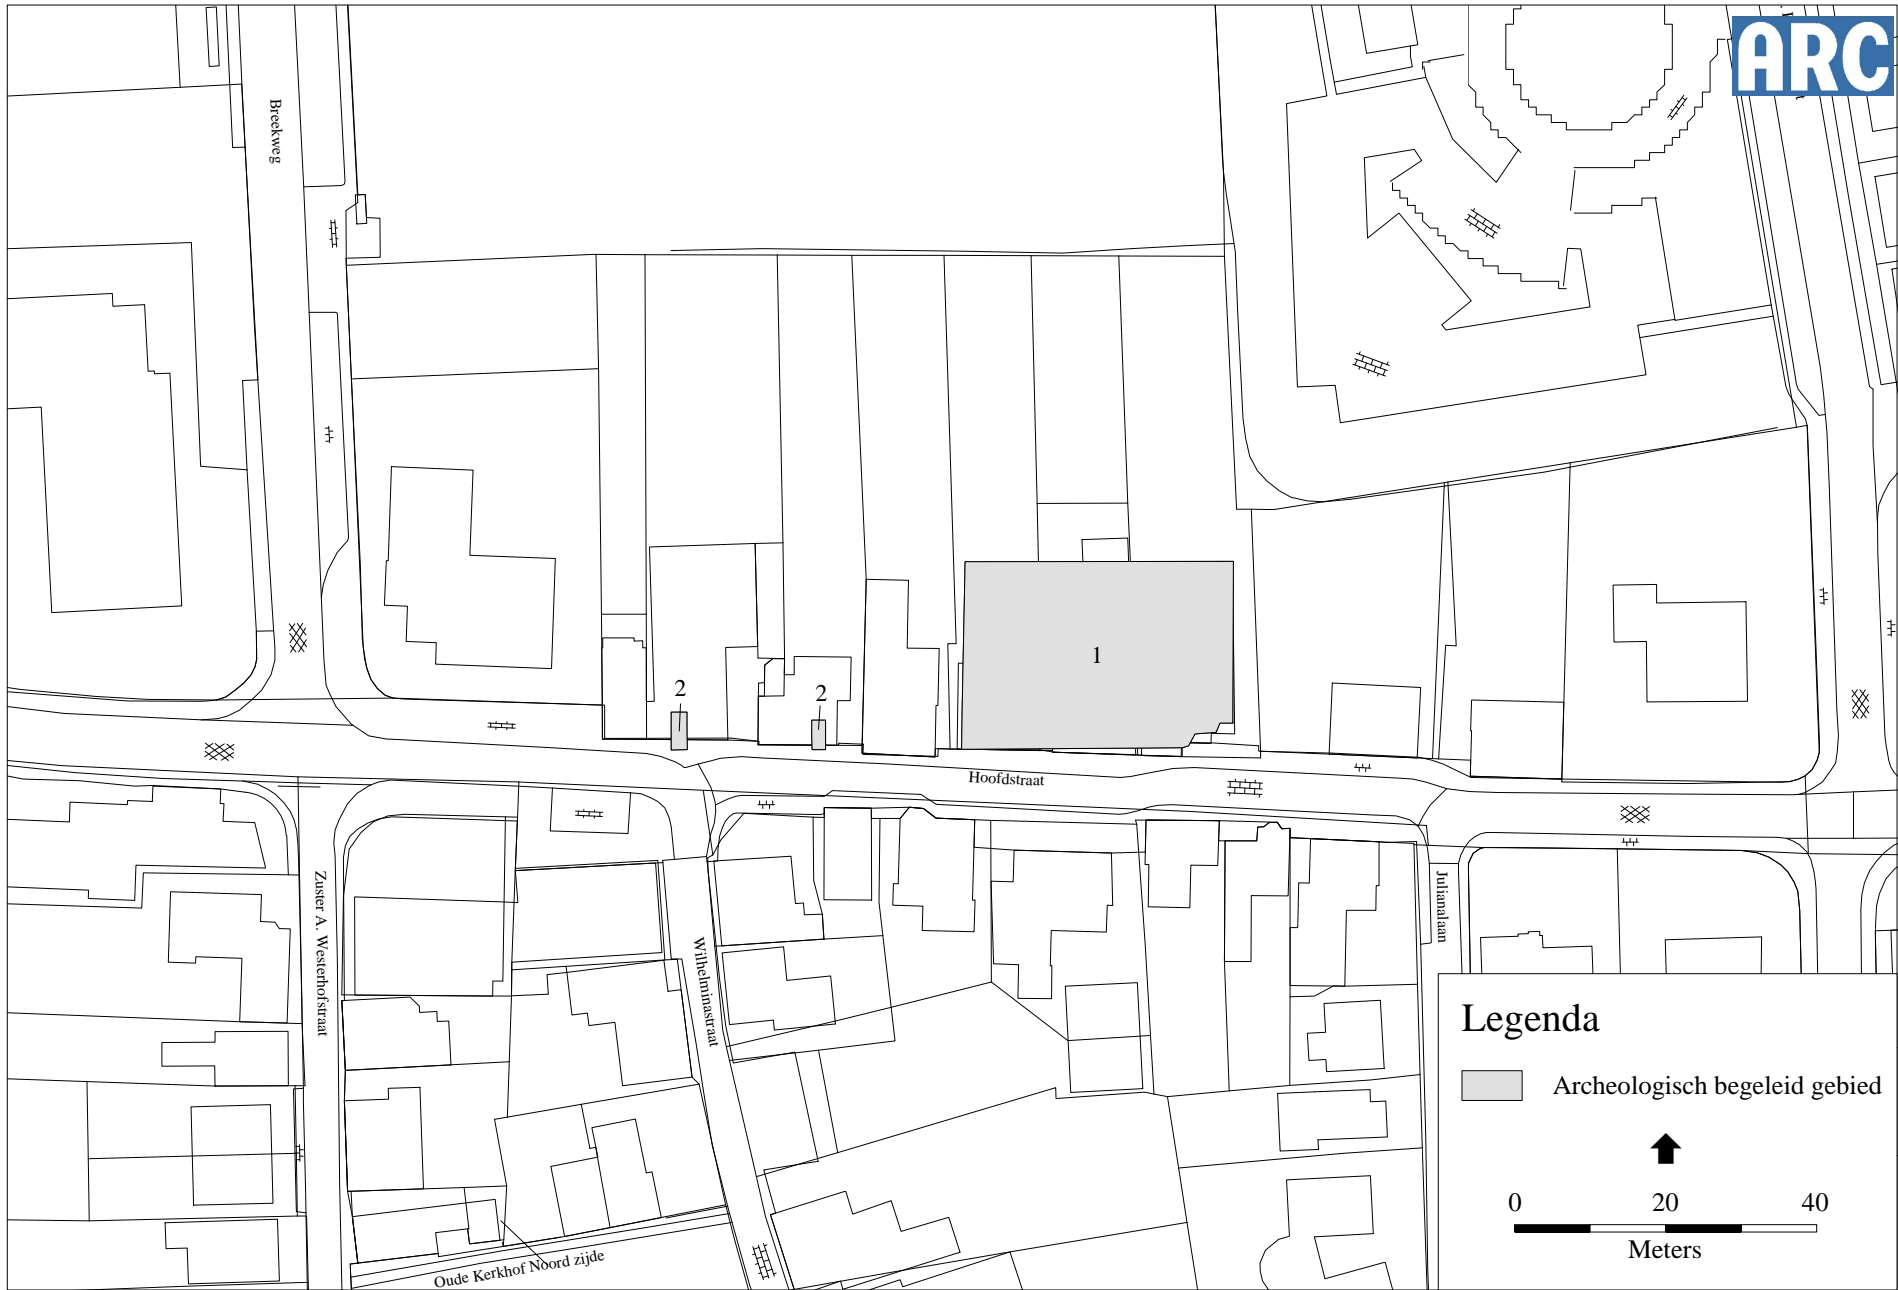 ARC
Breekweg
1
2
2
Hoofdstraat
Zuster A. Westerhofstraat
Wilhelminastraat
Julianalaan
Oude Kerkhof Noord zijde
Legenda
Archeologisch begeleid gebied
0 20 40
Meters